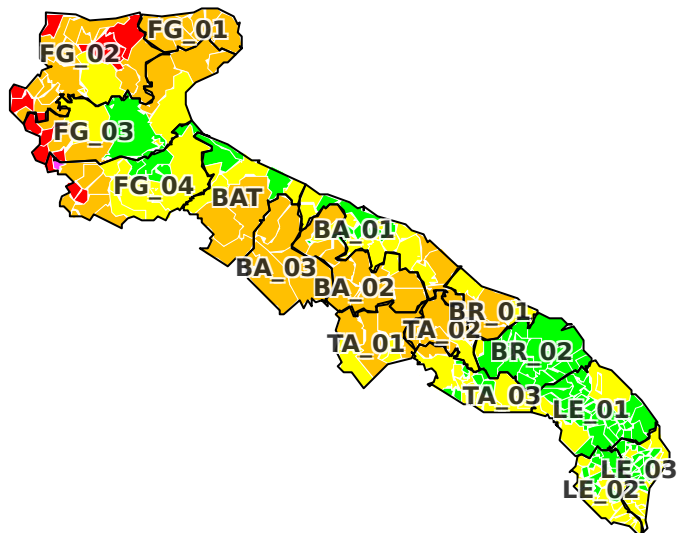 FG_01
FG_02
FG_03
FG_04
BAT
BA_01
BA_03
BA_02
BR_01
TA_02
TA_01
BR_02
TA_03
LE_01
LE_03
LE_02